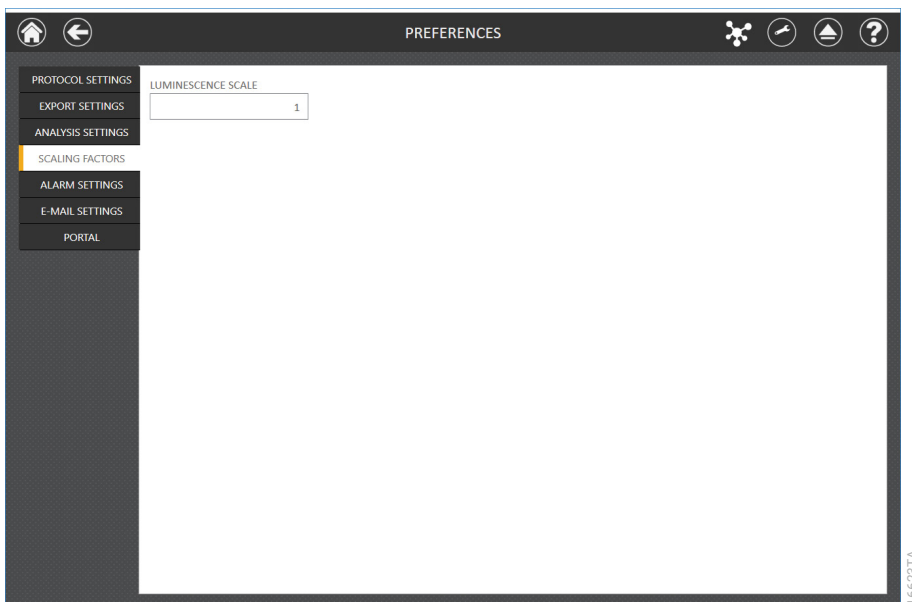 PREFERENCES
?
PROTOCOL SETTINGS
EXPORT SETTINGS
ANALYSIS SETTINGS
SCALING FACTORS
ALARM SETTINGS
E-MAIL SETTINGS
PORTAL
LUMINESCENCE SCALE
1